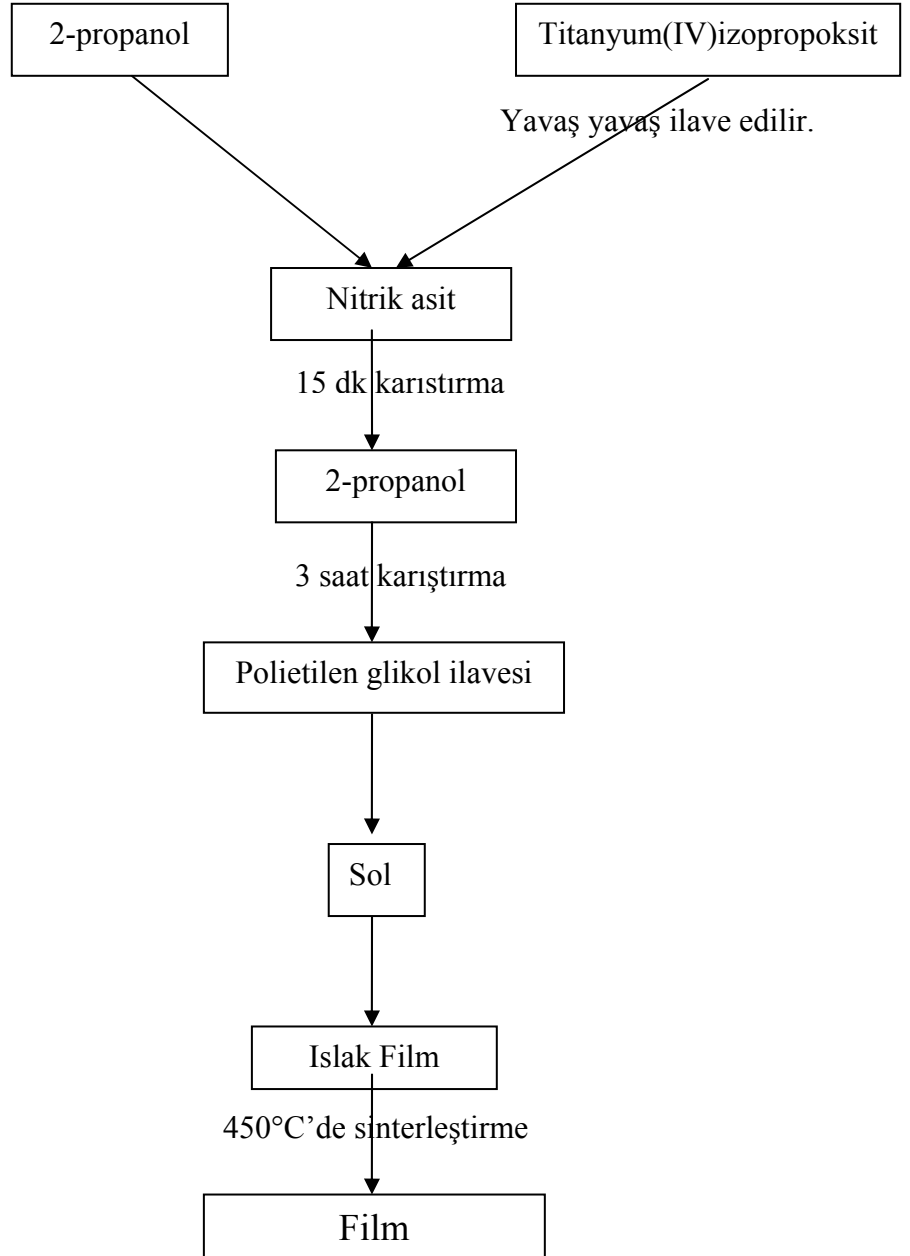 2-propanol
Titanyum(IV)izopropoksit
Yavaş yavaş ilave edilir.
Nitrik asit
15 dk karıstırma
2-propanol
3 saat karıştırma
Polietilen glikol ilavesi
Sol
Islak Film
450°C’de sinterleştirme
Film